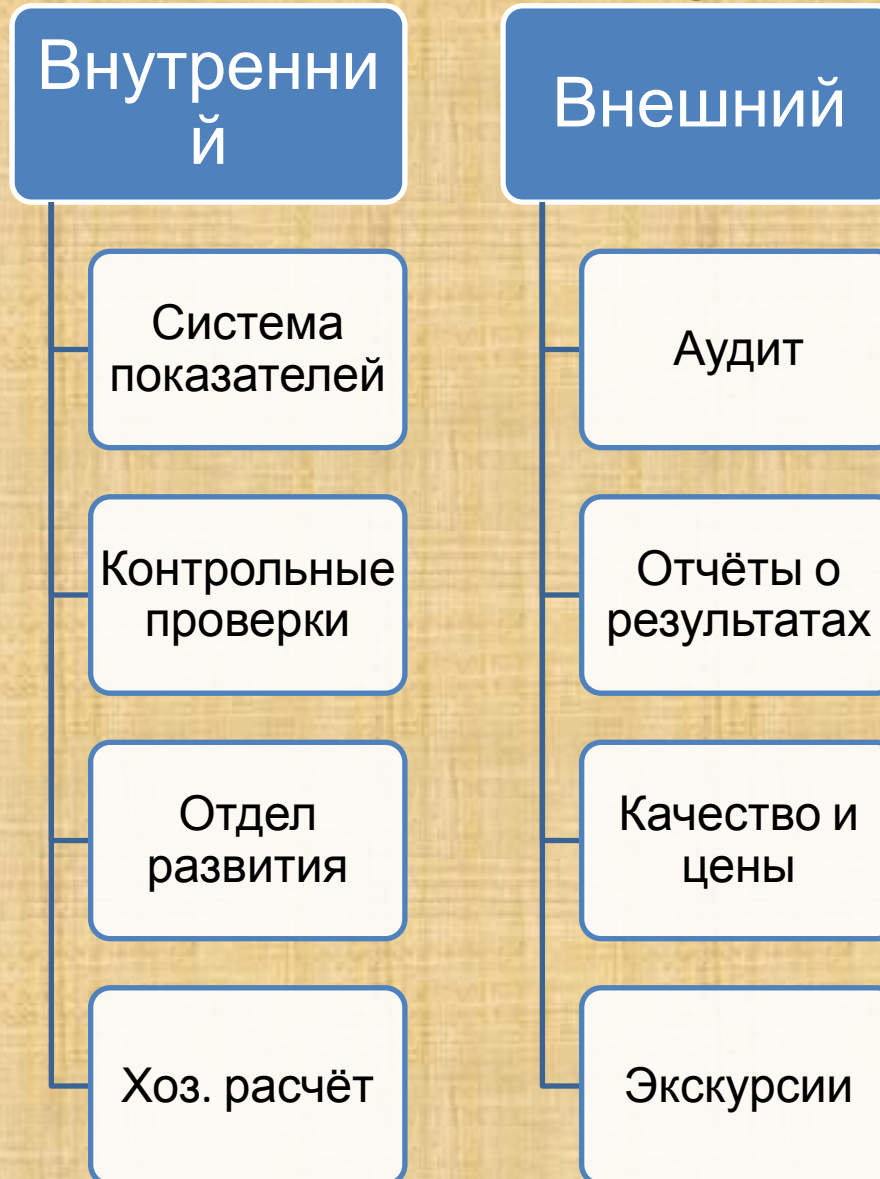 Внутренни
й
Система
показателей
Контрольные
проверки
Отдел
развития
Хоз. расчёт
Внешний
Аудит
Отчёты о
результатах
Качество и
цены
Экскурсии